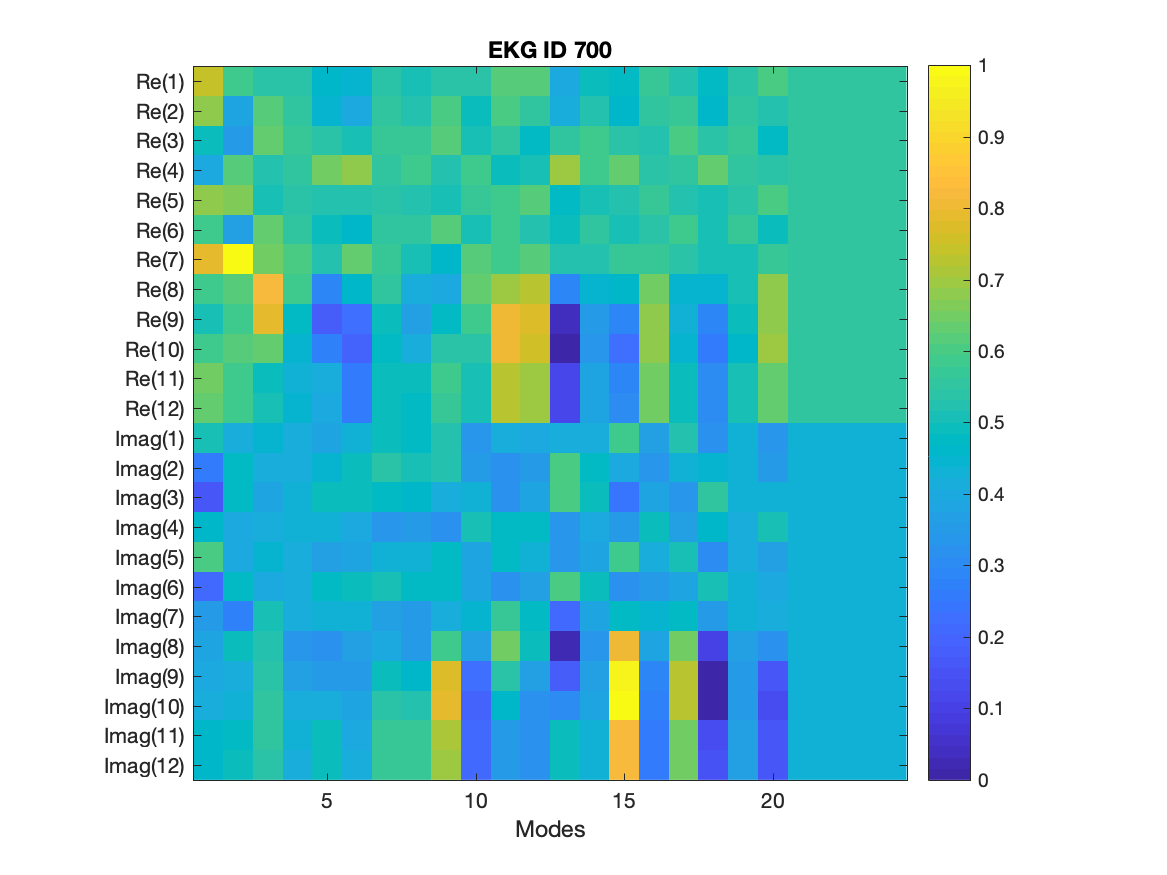 EKG ID 700
Re(1)
Re(2)
Re(3)
Re(4)
Re(5)
Re(6)
Re(7)
Re(8)
Re(9)
Re(10)
Re(11)
Re(12)
Imag(1)
Imag(2)
Imag(3)
Imag(4)
Imag(5)
Imag(6)
Imag(7)
Imag(8)
Imag(9)
Imag(10)
Imag(11)
Imag(12)
5 10 15 20
Modes
1
0.9
0.8
0.7
0.6
0.5
0.4
0.3
0.2
0.1
0